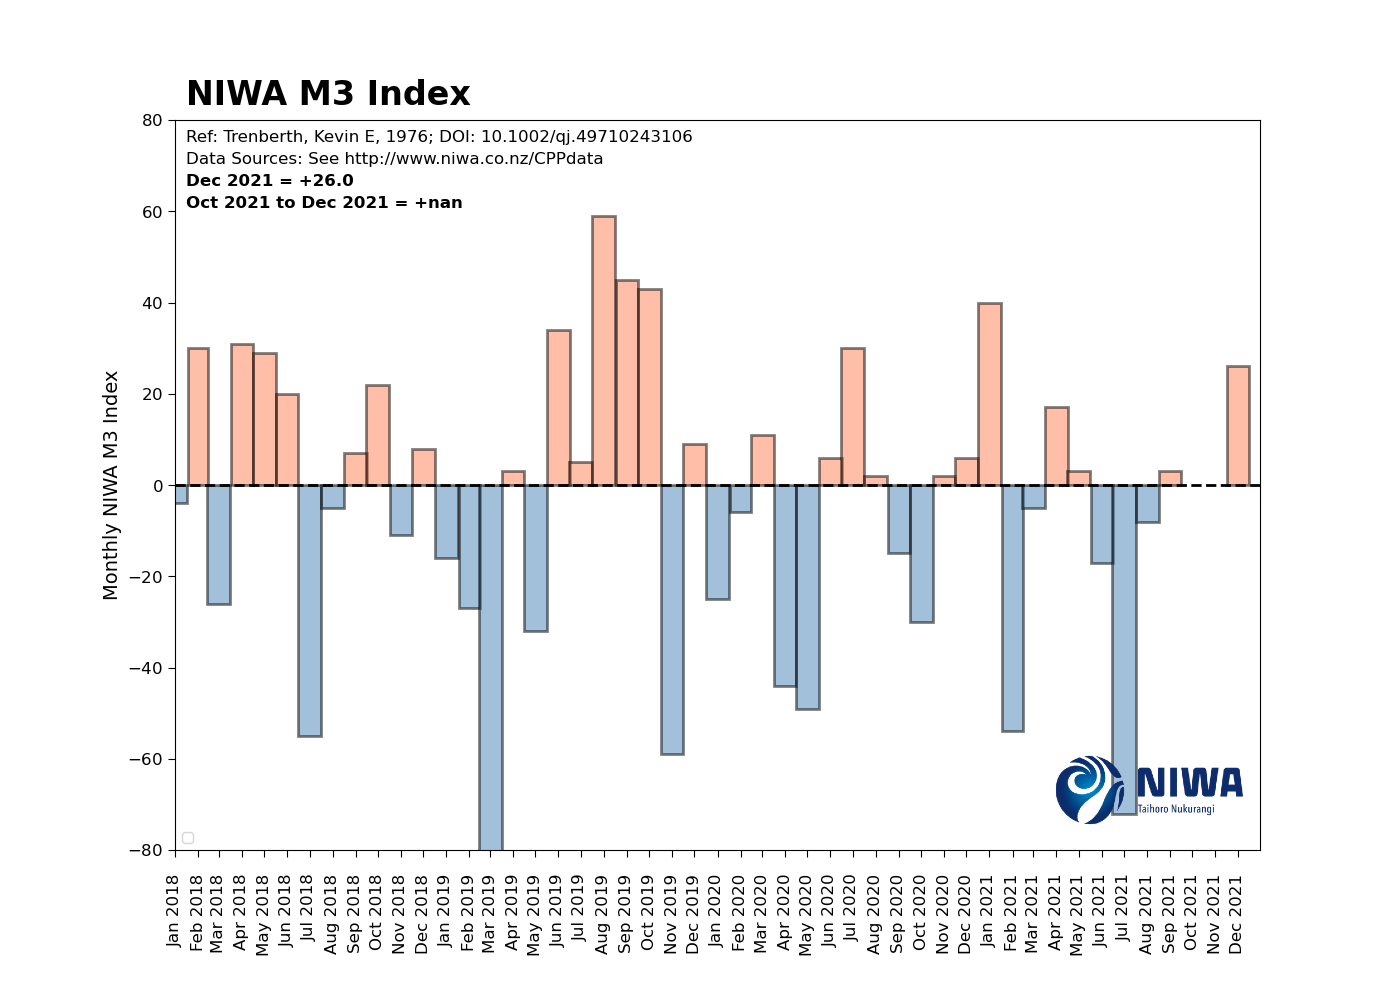 NIWA M3 Index
Ref: Trenberth, Kevin E, 1976; DOI: 10.1002/qj.49710243106
Data Sources: See http://www.niwa.co.nz/CPPdata
Dec 2021 = +26.0
Oct 2021 to Dec 2021 = +nan
Monthly NIWA M3 Index
80
60
40
20
0
−20
−40
−60
−80
NIWA
Taihoro Nukurangi
Jan 2018
Feb 2018
Mar 2018
Apr 2018
May 2018
Jun 2018
Jul 2018
Aug 2018
Sep 2018
Oct 2018
Nov 2018
Dec 2018
Jan 2019
Feb 2019
Mar 2019
Apr 2019
May 2019
Jun 2019
Jul 2019
Aug 2019
Sep 2019
Oct 2019
Nov 2019
Dec 2019
Jan 2020
Feb 2020
Mar 2020
Apr 2020
May 2020
Jun 2020
Jul 2020
Aug 2020
Sep 2020
Oct 2020
Nov 2020
Dec 2020
Jan 2021
Feb 2021
Mar 2021
Apr 2021
May 2021
Jun 2021
Jul 2021
Aug 2021
Sep 2021
Oct 2021
Nov 2021
Dec 2021